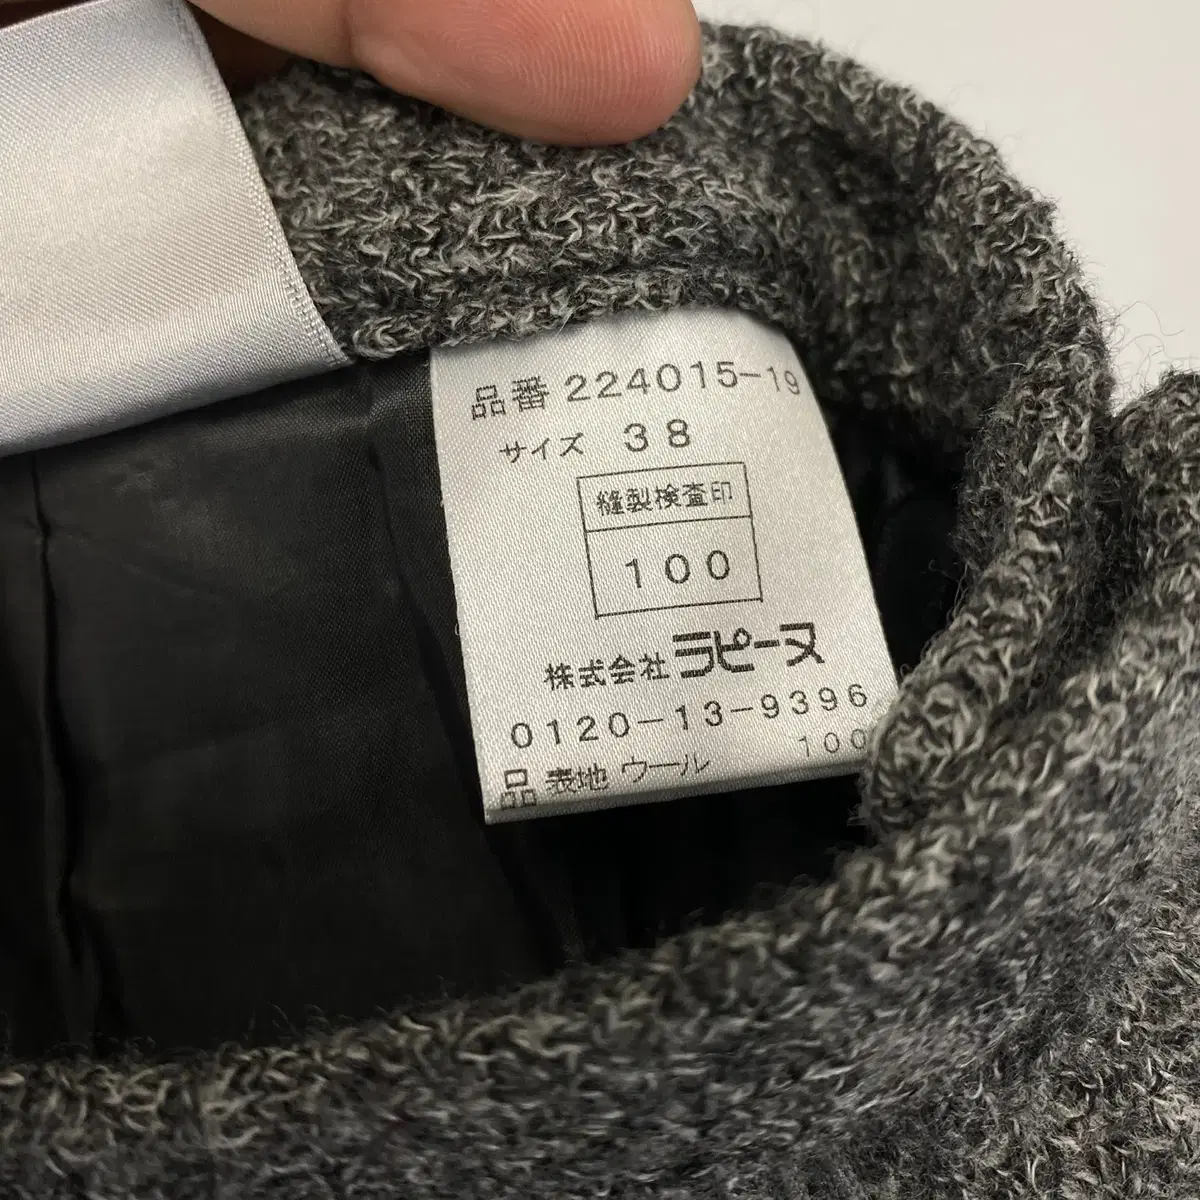 品番 224015-19
サイズ 38
縫製検査印
100
株式会社 ラピーヌ
0120-13-9396
品 表地 ウール 100